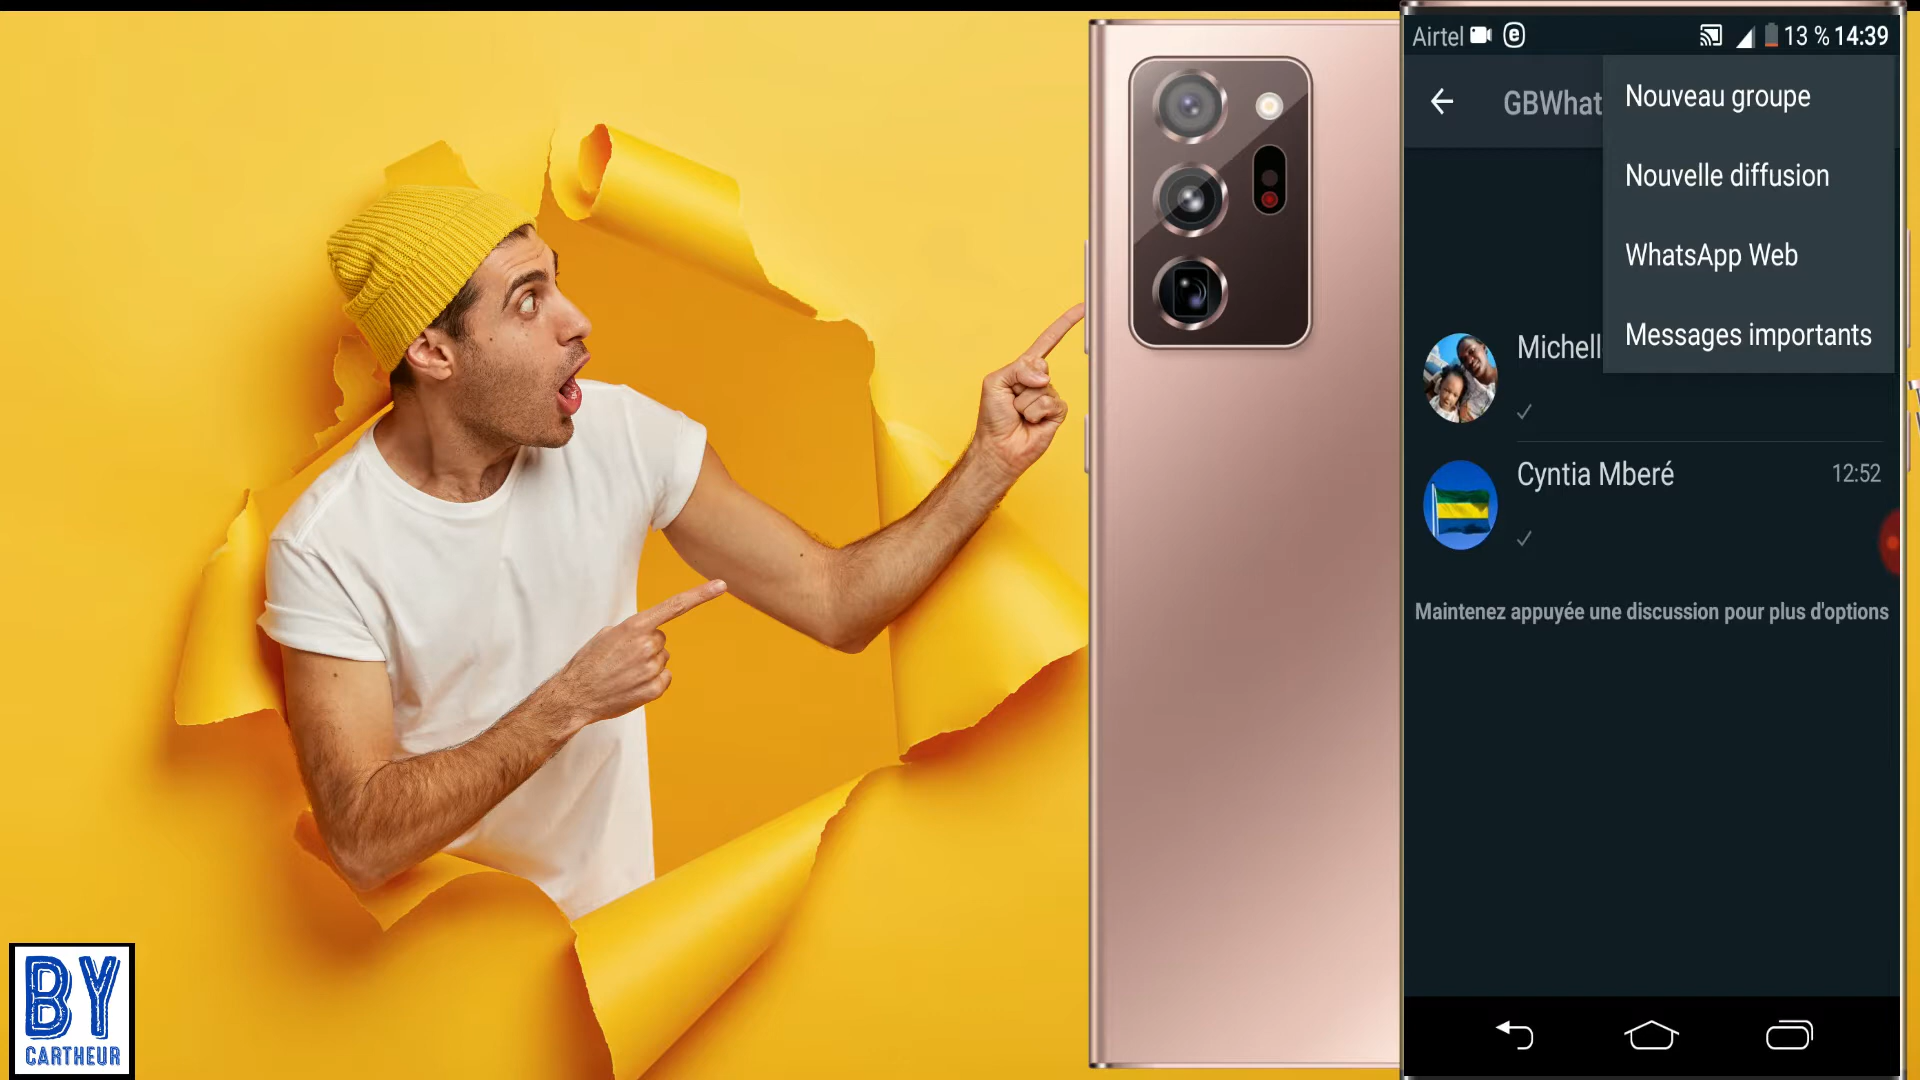 Airtel 13 % 14:39
GBWhat
Nouveau groupe
Nouvelle diffusion
WhatsApp Web
Messages importants
Michell
Cyntia Mberé 12:52
Maintenez appuyée une discussion pour plus d'options
BY
CARTHEUR